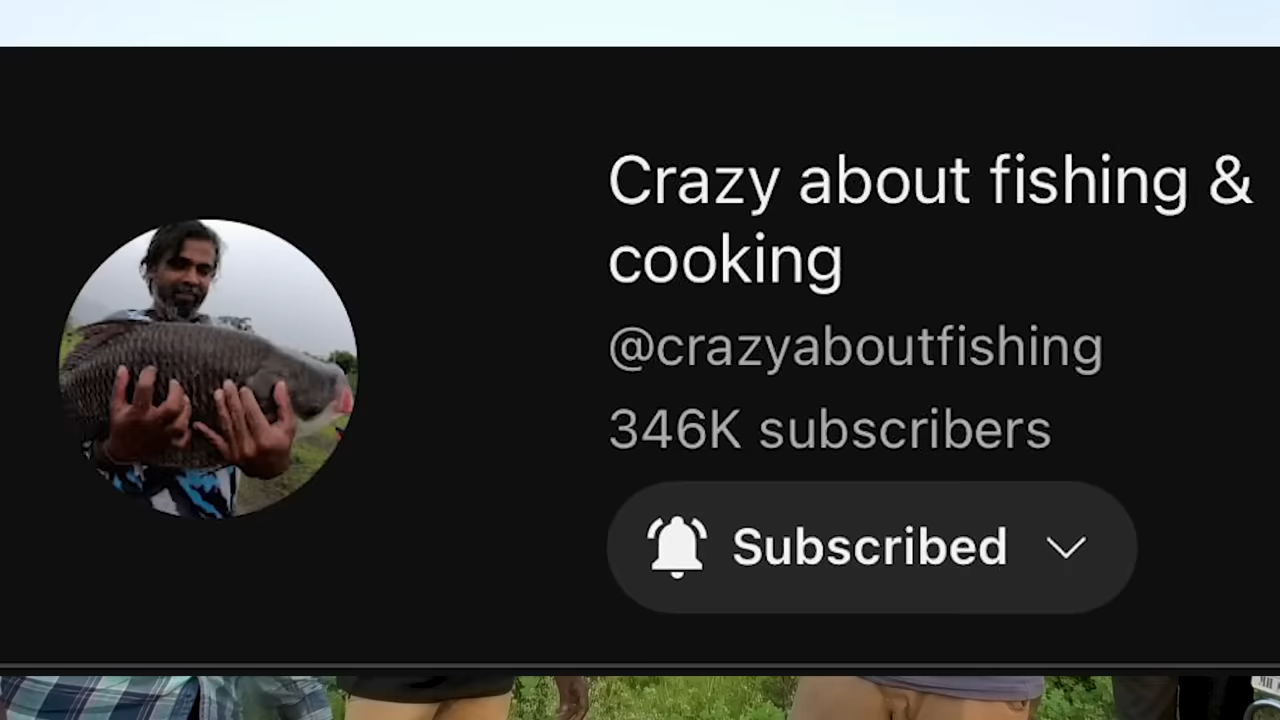 Crazy about fishing &
cooking
@crazyaboutfishing
346K subscribers
Subscribed